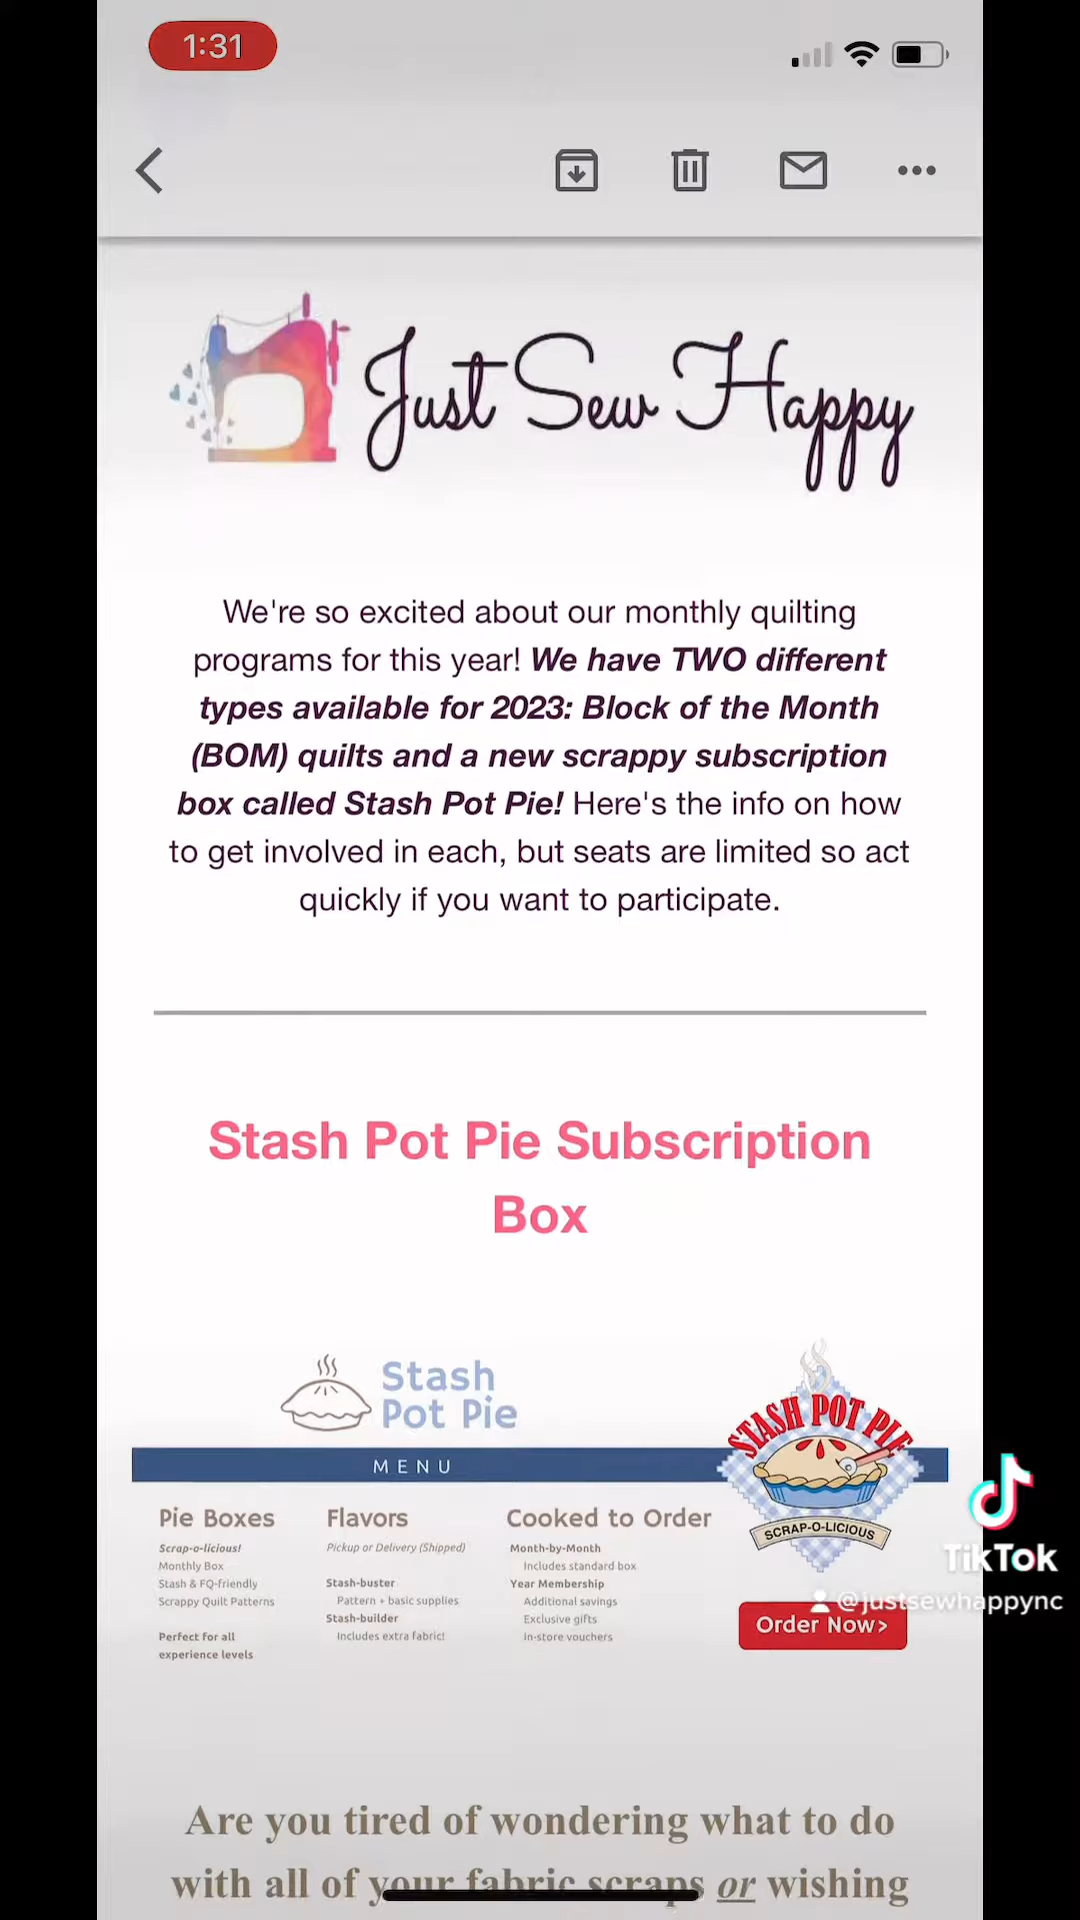 1:31
Just Sew Happy
We're so excited about our monthly quilting
programs for this year! We have TWO different
types available for 2023: Block of the Month
(BOM) quilts and a new scrappy subscription
box called Stash Pot Pie! Here's the info on how
to get involved in each, but seats are limited so act
quickly if you want to participate.
Stash Pot Pie Subscription
Box
Stash
Pot Pie
STASH POT PIE
MENU
SCRAP-O-LICIOUS
Pie Boxes
Scrap-o-licious!
Monthly Box
Stash & FQ-friendly
Scrappy Quilt Patterns
Perfect for all
experience levels
Flavors
Pickup or Delivery (Shipped)
Stash-buster
Pattern + basic supplies
Stash-builder
Includes extra fabric!
Cooked to Order
Month-by-Month
Includes standard box
Year Membership
Additional savings
Exclusive gifts
In-store vouchers
Order Now>
TikTok
@justsewhappync
Are you tired of wondering what to do
with all of your fabric scraps or wishing